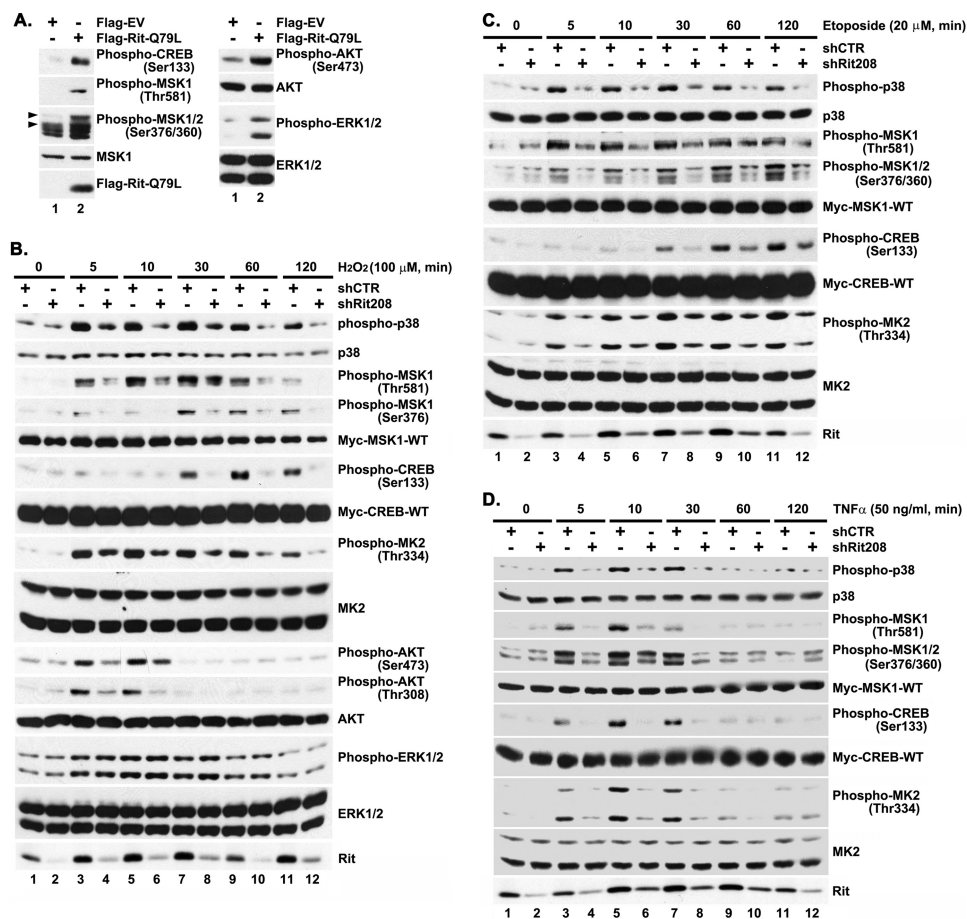 A.
Flag-EV + -
Flag-Rit-Q79L - +
Phospho-CREB
(Ser133)
Phospho-MSK1
(Thr581)
Phospho-MSK1/2
(Ser376/360)
MSK1
Flag-Rit-Q79L
1 2
+ - Flag-EV
- + Flag-Rit-Q79L
Phospho-AKT
(Ser473)
AKT
Phospho-ERK1/2
ERK1/2
1 2
B.
0 5 10 30 60 120 H2O2 (100 μM, min)
+ - + - + - + - + - + - shCTR
- + - + - + - + - + - + shRit208
phospho-p38
p38
Phospho-MSK1
(Thr581)
Phospho-MSK1
(Ser376)
Myc-MSK1-WT
Phospho-CREB
(Ser133)
Myc-CREB-WT
Phospho-MK2
(Thr334)
MK2
Phospho-AKT
(Ser473)
Phospho-AKT
(Thr308)
AKT
Phospho-ERK1/2
ERK1/2
Rit
1 2 3 4 5 6 7 8 9 10 11 12
C.
0 5 10 30 60 120 Etoposide (20 μM, min)
+ - + - + - + - + - + - shCTR
- + - + - + - + - + - + shRit208
Phospho-p38
p38
Phospho-MSK1
(Thr581)
Phospho-MSK1/2
(Ser376/360)
Myc-MSK1-WT
Phospho-CREB
(Ser133)
Myc-CREB-WT
Phospho-MK2
(Thr334)
MK2
Rit
1 2 3 4 5 6 7 8 9 10 11 12
D.
0 5 10 30 60 120 TNFα (50 ng/ml, min)
+ - + - + - + - + - + - shCTR
- + - + - + - + - + - + shRit208
Phospho-p38
p38
Phospho-MSK1
(Thr581)
Phospho-MSK1/2
(Ser376/360)
Myc-MSK1-WT
Phospho-CREB
(Ser133)
Myc-CREB-WT
Phospho-MK2
(Thr334)
MK2
Rit
1 2 3 4 5 6 7 8 9 10 11 12